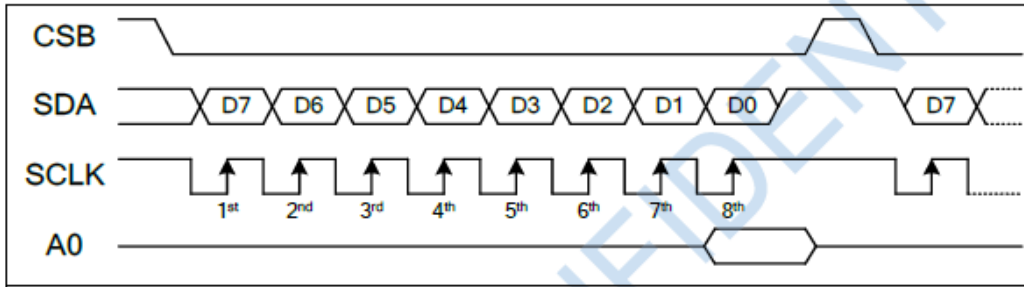 CSB
SDA D7 D6 D5 D4 D3 D2 D1 D0 D7
SCLK
1st 2nd 3rd 4th 5th 6th 7th 8th
A0